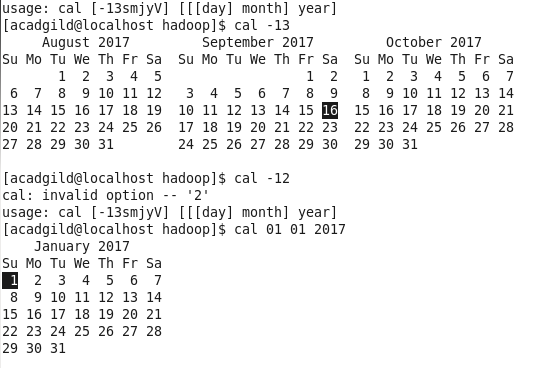 usage: cal [-13smjyV] [[[day] month] year]
[acadgild@localhost hadoop]$ cal -13
     August 2017         September 2017         October 2017
Su Mo Tu We Th Fr Sa  Su Mo Tu We Th Fr Sa  Su Mo Tu We Th Fr Sa
       1  2  3  4  5                  1  2   1  2  3  4  5  6  7
 6  7  8  9 10 11 12   3  4  5  6  7  8  9   8  9 10 11 12 13 14
13 14 15 16 17 18 19  10 11 12 13 14 15 16  15 16 17 18 19 20 21
20 21 22 23 24 25 26  17 18 19 20 21 22 23  22 23 24 25 26 27 28
27 28 29 30 31        24 25 26 27 28 29 30  29 30 31
[acadgild@localhost hadoop]$ cal -12
cal: invalid option -- '2'
usage: cal [-13smjyV] [[[day] month] year]
[acadgild@localhost hadoop]$ cal 01 01 2017
    January 2017
Su Mo Tu We Th Fr Sa
 1  2  3  4  5  6  7
 8  9 10 11 12 13 14
15 16 17 18 19 20 21
22 23 24 25 26 27 28
29 30 31